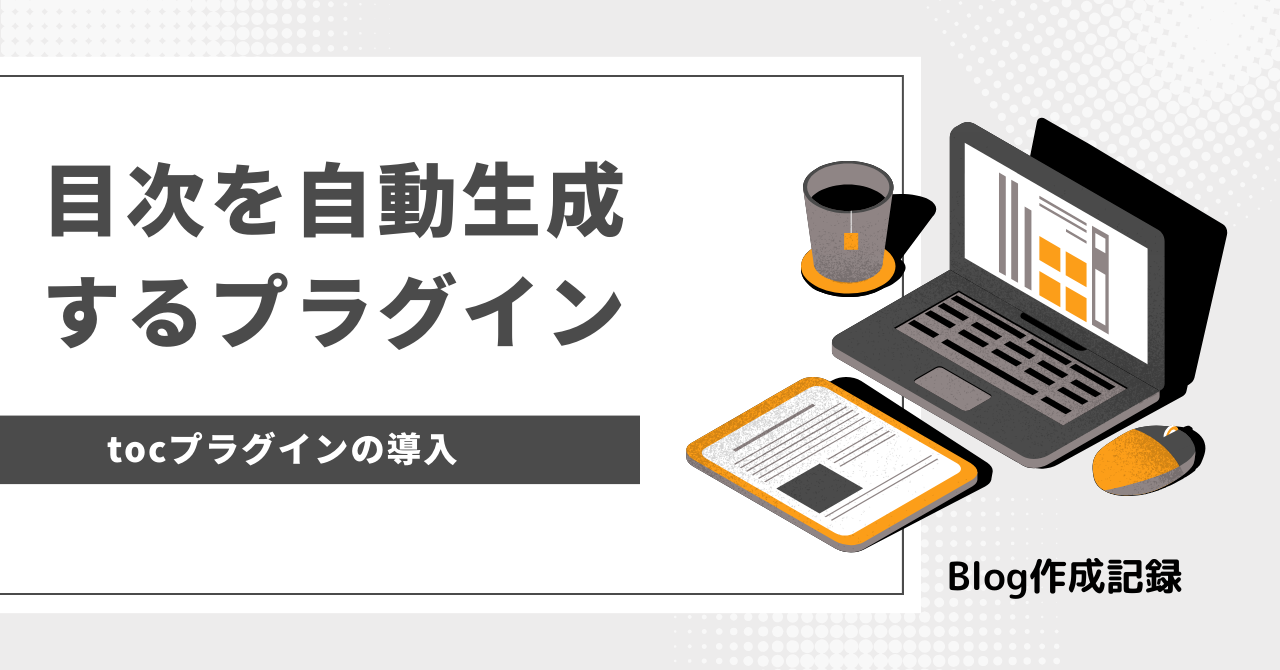 目次を自動生成
するプラグイン
tocプラグインの導入
Blog作成記録